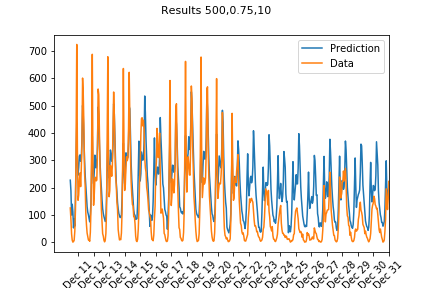 Results 500,0.75,10
Prediction
Data
700
600
500
400
300
200
100
0
Dec 11
Dec 12
Dec 13
Dec 14
Dec 15
Dec 16
Dec 17
Dec 18
Dec 19
Dec 20
Dec 21
Dec 22
Dec 23
Dec 24
Dec 25
Dec 26
Dec 27
Dec 28
Dec 29
Dec 30
Dec 31